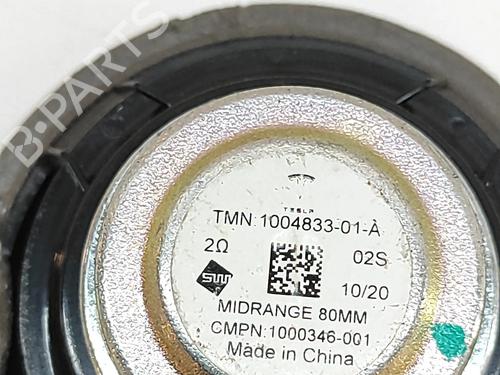 B-PARTS
TESLA
TMN:1004833-01-A
2Ω 02S
10/20
MIDRANGE 80MM
CMPN:1000346-001
Made in China